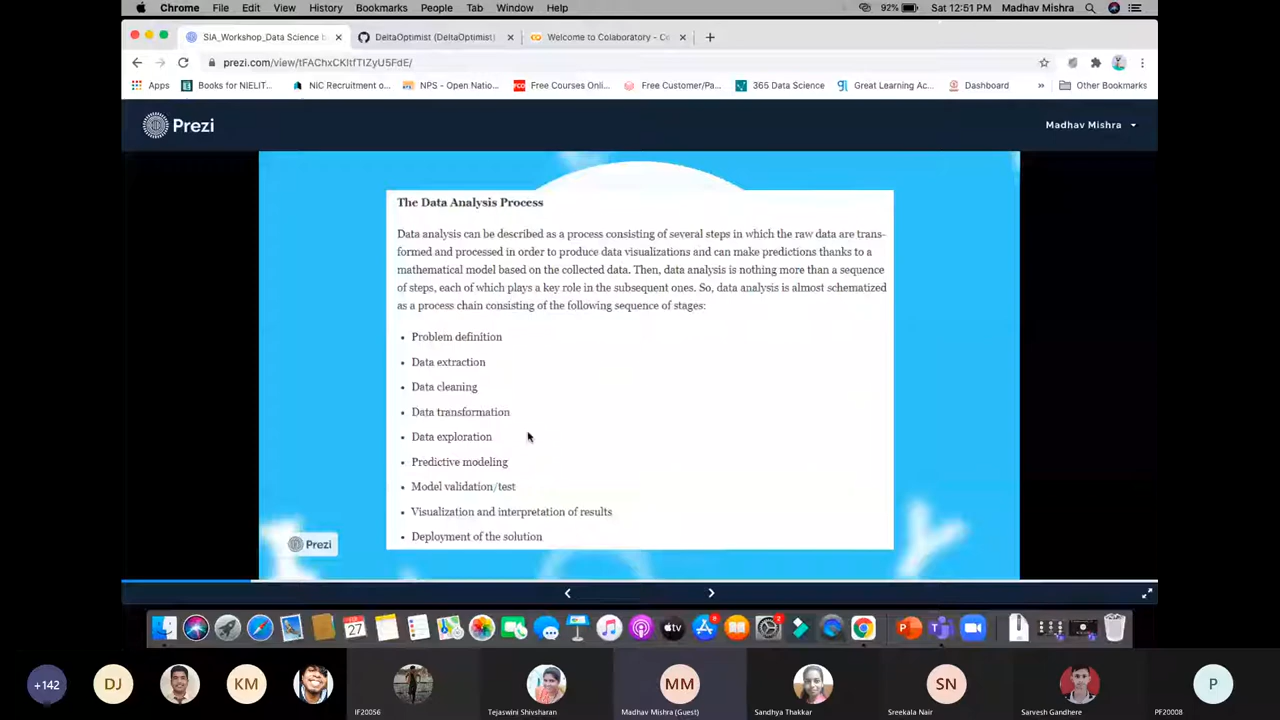 Chrome File Edit View History Bookmarks People Tab Window Help 92% Sat 12:51 PM Madhav Mishra
SIA_Workshop_Data Science b DeltaOptimist (DeltaOptimist) Welcome to Colaboratory - Co
prezi.com/view/tFAChxCKltfTIZyU5FdE/
Apps Books for NIELIT... NIC Recruitment o... NPS - Open Natio... Free Courses Onli... Free Customer/Pa... 365 Data Science Great Learning Ac... Dashboard » Other Bookmarks
Prezi Madhav Mishra
The Data Analysis Process
Data analysis can be described as a process consisting of several steps in which the raw data are trans-
formed and processed in order to produce data visualizations and can make predictions thanks to a
mathematical model based on the collected data. Then, data analysis is nothing more than a sequence
of steps, each of which plays a key role in the subsequent ones. So, data analysis is almost schematized
as a process chain consisting of the following sequence of stages:
• Problem definition
• Data extraction
• Data cleaning
• Data transformation
• Data exploration
• Predictive modeling
• Model validation/test
• Visualization and interpretation of results
• Deployment of the solution
Prezi
27 tv
+142 DJ KM MM SN P
IF20056 Tejaswini Shivsharan Madhav Mishra (Guest) Sandhya Thakkar Sreekala Nair Sarvesh Gandhere PF20008